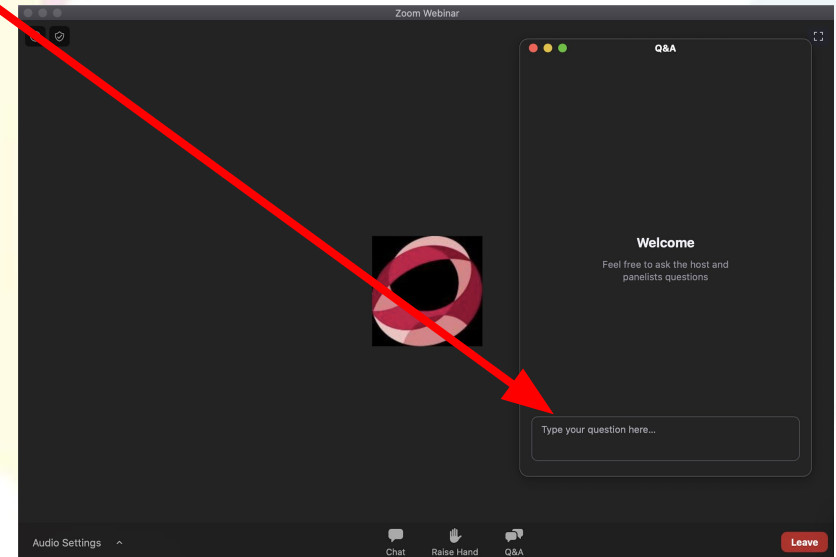 Zoom Webinar
Q&A
Welcome
Feel free to ask the host and
panelists questions
Type your question here...
Audio Settings
Chat
Raise Hand
Q&A
Leave